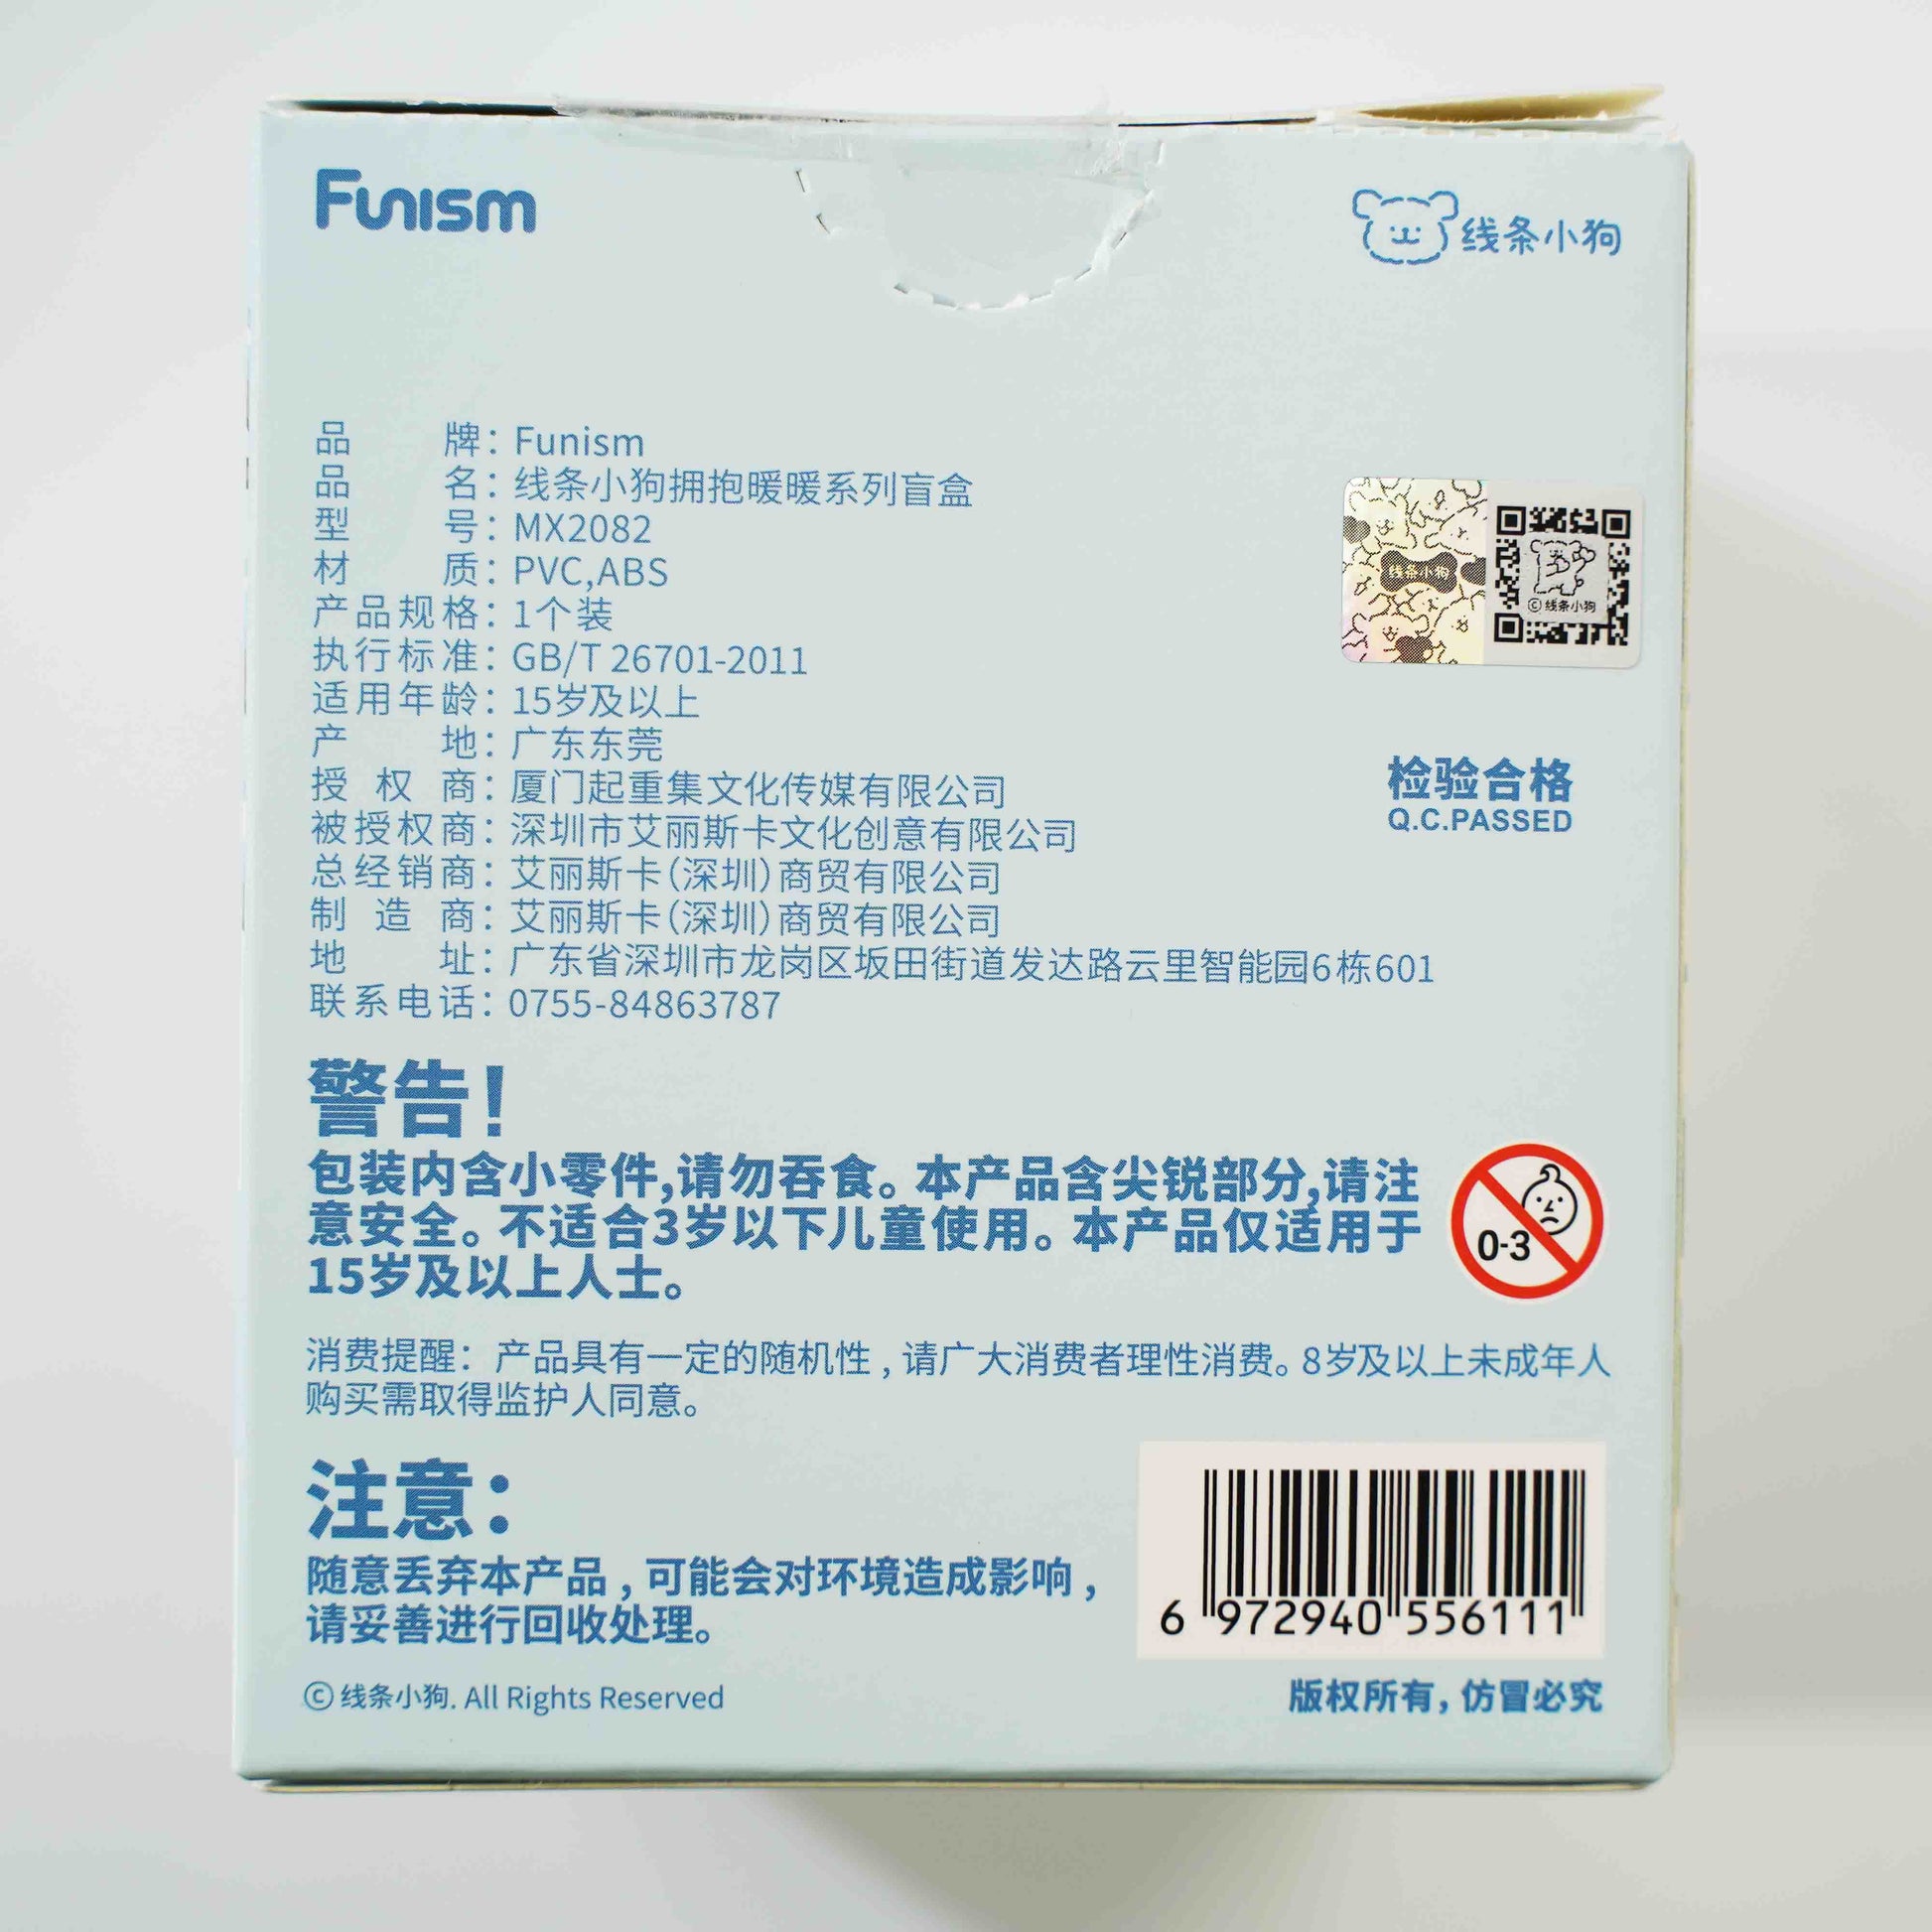 Funism
线条小狗
品牌：Funism
品名：线条小狗拥抱暖暖系列盲盒
型号：MX2082
材质：PVC,ABS
产品规格：1个装
执行标准：GB/T 26701-2011
适用年龄：15岁及以上
产地：广东东莞
授权商：厦门起重集文化传媒有限公司
被授权商：深圳市艾丽斯卡文化创意有限公司
总经销商：艾丽斯卡(深圳)商贸有限公司
制造商：艾丽斯卡(深圳)商贸有限公司
地址：广东省深圳市龙岗区坂田街道发达路云里智能园6栋601
联系电话：0755-84863787
线条小狗
©线条小狗
检验合格
Q.C.PASSED
警告！
包装内含小零件,请勿吞食。本产品含尖锐部分,请注
意安全。不适合3岁以下儿童使用。本产品仅适用于
15岁及以上人士。
0-3
消费提醒：产品具有一定的随机性，请广大消费者理性消费。8岁及以上未成年人
购买需取得监护人同意。
注意：
随意丢弃本产品，可能会对环境造成影响，
请妥善进行回收处理。
6 972940 556111
©线条小狗. All Rights Reserved
版权所有，仿冒必究